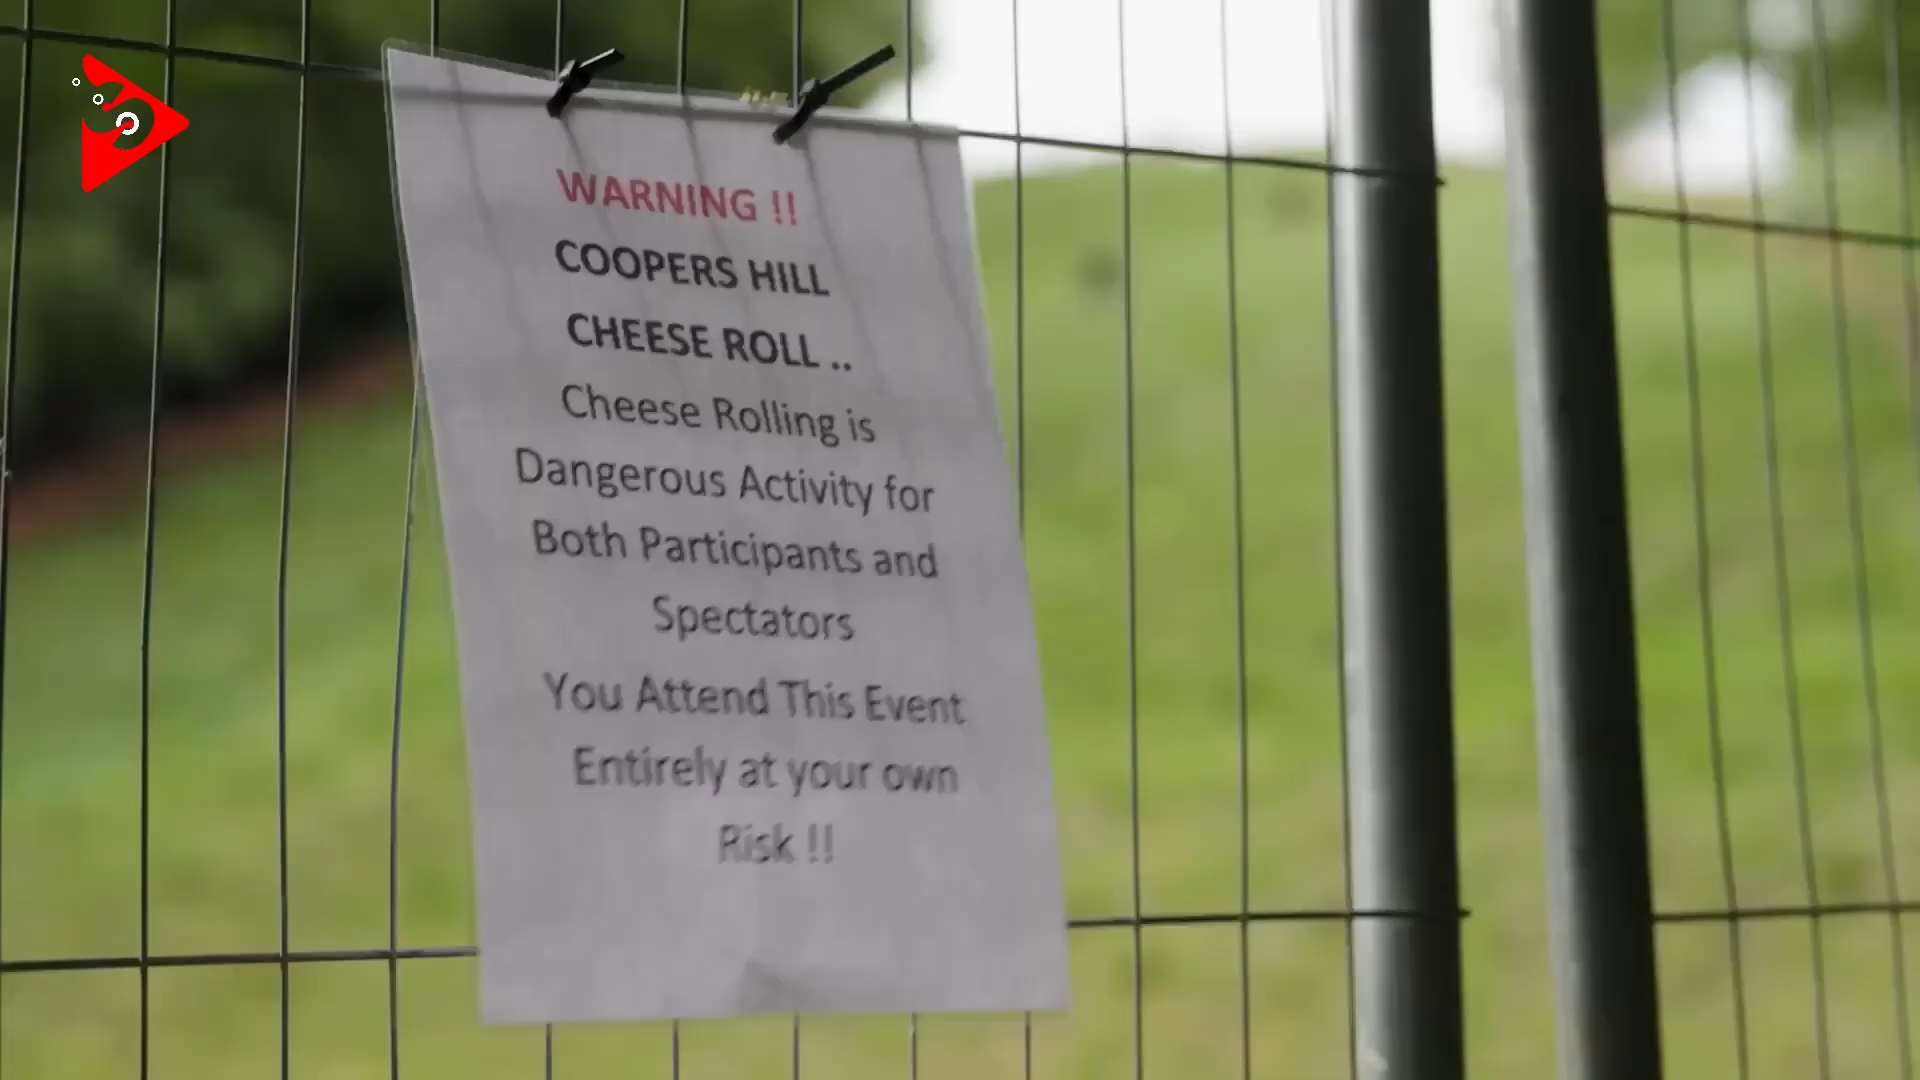 WARNING !!
COOPERS HILL
CHEESE ROLL ..
Cheese Rolling is
Dangerous Activity for
Both Participants and
Spectators
You Attend This Event
Entirely at your own
Risk !!